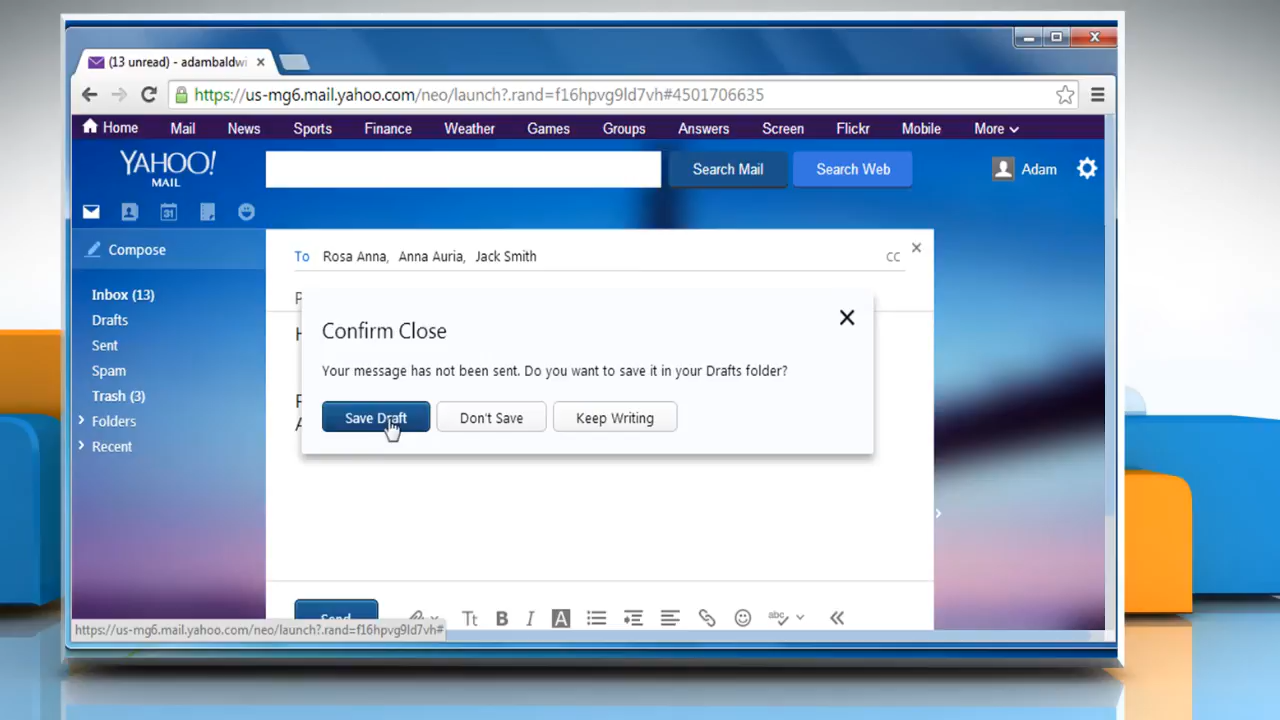 (13 unread) - adambaldwi
https://us-mg6.mail.yahoo.com/neo/launch?.rand=f16hpvg9ld7vh#4501706635
Home Mail News Sports Finance Weather Games Groups Answers Screen Flickr Mobile More
YAHOO!
MAIL
Search Mail
Search Web
Adam
31
Compose
To Rosa Anna, Anna Auria, Jack Smith
CC
Inbox (13)
Drafts
Sent
Spam
Trash (3)
Folders
Recent
P
H
P
A
Confirm Close
Your message has not been sent. Do you want to save it in your Drafts folder?
Save Draft
Don't Save
Keep Writing
Send
Tt B I A abc
https://us-mg6.mail.yahoo.com/neo/launch?.rand=f16hpvg9ld7vh#